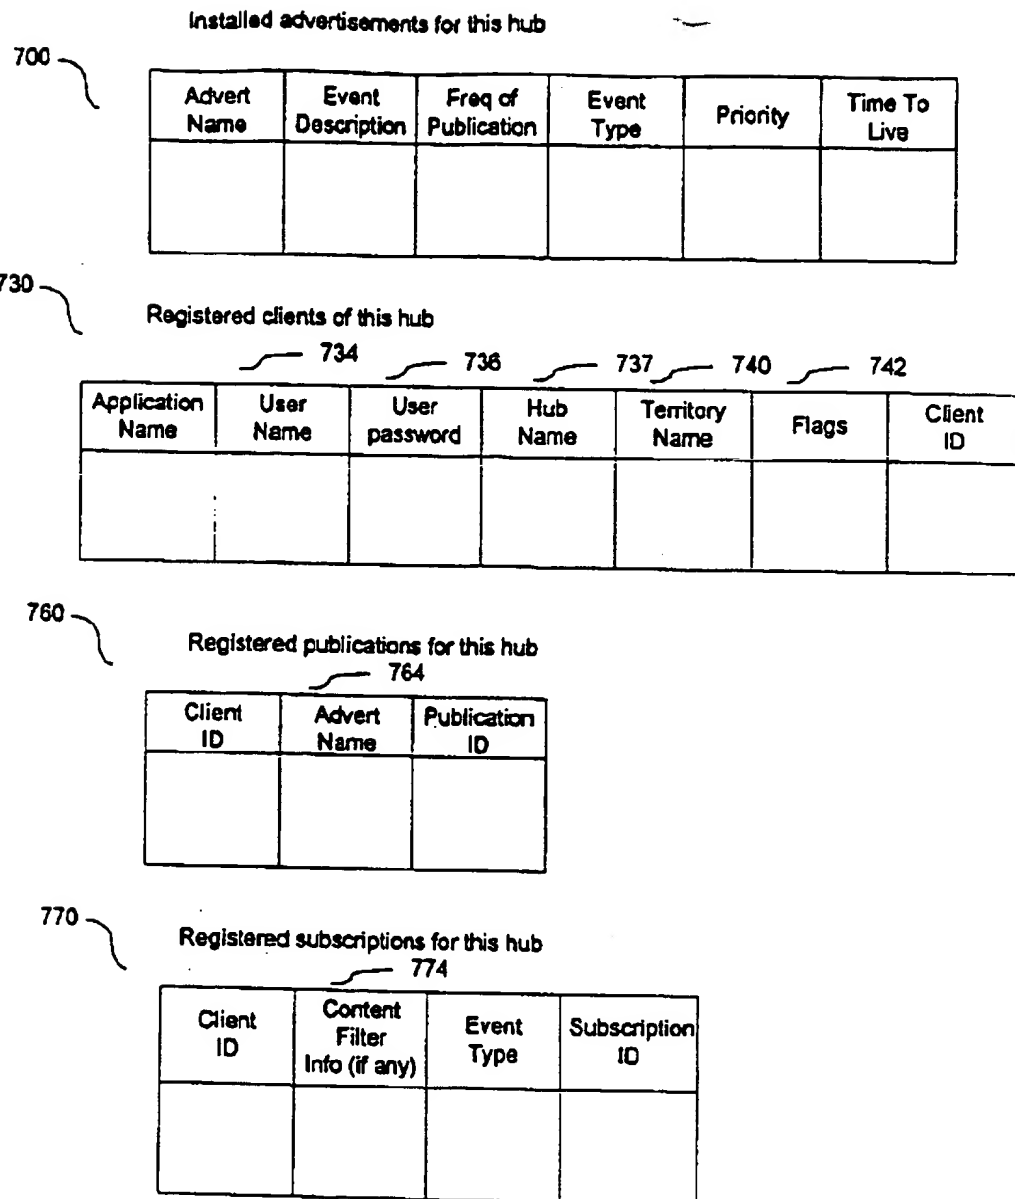 Installed advertisements for this hub
700
Advert Name
Event Description
Freq of Publication
Event Type
Priority
Time To Live
730
Registered clients of this hub
734
736
737
740
742
Application Name
User Name
User password
Hub Name
Territory Name
Flags
Client ID
760
Registered publications for this hub
764
Client ID
Advert Name
Publication ID
770
Registered subscriptions for this hub
774
Client ID
Content Filter Info (if any)
Event Type
Subscription ID